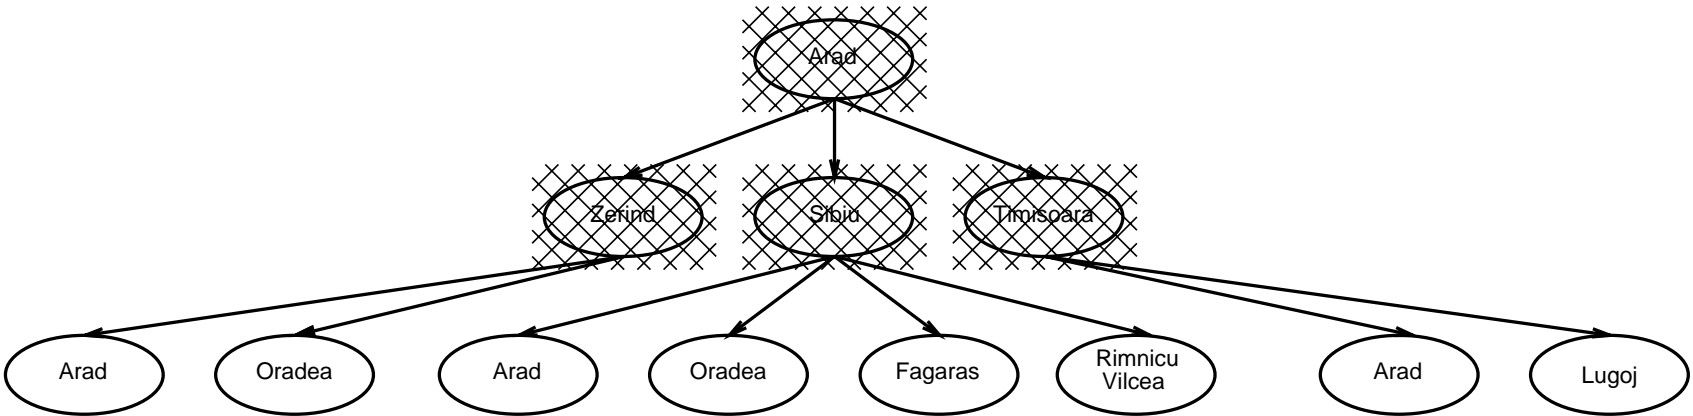 Arad
Zerind
Sibiu
Timisoara
Arad
Oradea
Arad
Oradea
Fagaras
Rimnicu
Vilcea
Arad
Lugoj